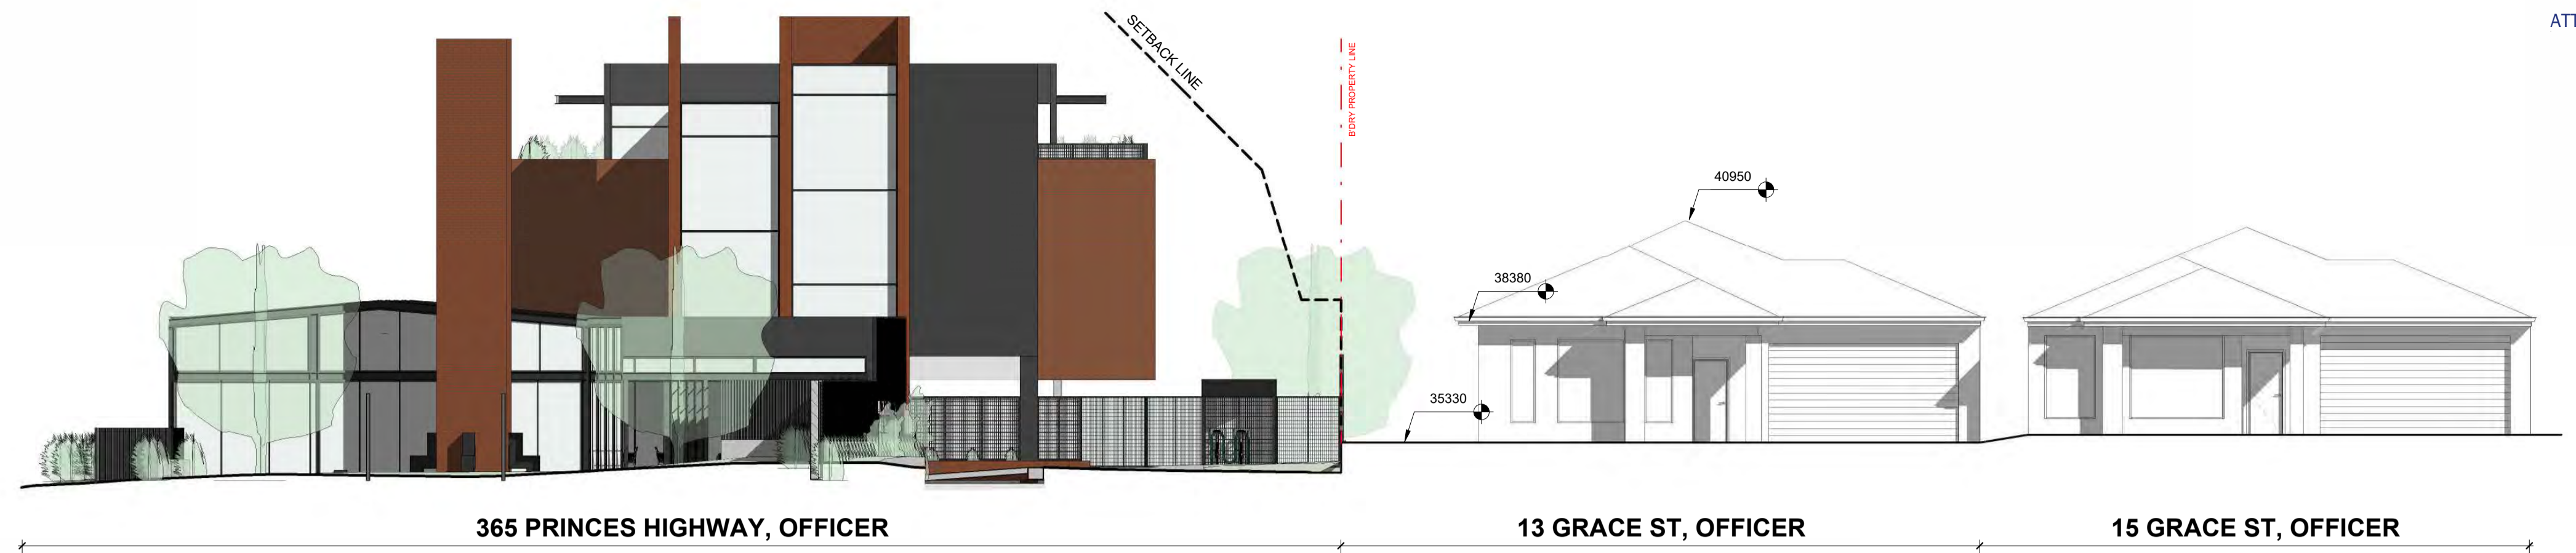 ATT
SETBACK LINE
B'DRY PROPERTY LINE
40950
38380
35330
365 PRINCES HIGHWAY, OFFICER
13 GRACE ST, OFFICER
15 GRACE ST, OFFICER